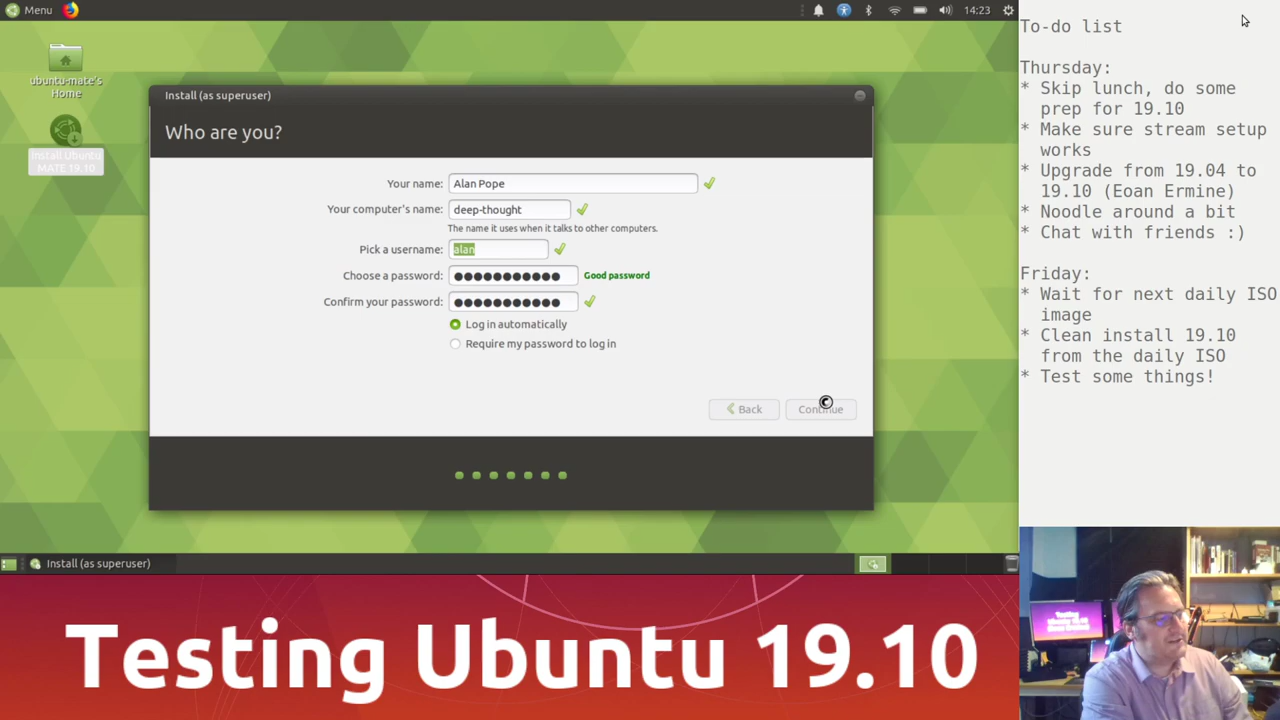 Menu
14:23
ubuntu-mate's
Home
Install Ubuntu
MATE 19.10
Install (as superuser)
Who are you?
Your name: Alan Pope
Your computer's name: deep-thought
The name it uses when it talks to other computers.
Pick a username: alan
Choose a password: ●●●●●●●●●●● Good password
Confirm your password: ●●●●●●●●●●●
Log in automatically
Require my password to log in
Back Continue
Install (as superuser)
To-do list
Thursday:
* Skip lunch, do some
prep for 19.10
* Make sure stream setup
works
* Upgrade from 19.04 to
19.10 (Eoan Ermine)
* Noodle around a bit
* Chat with friends :)
Friday:
* Wait for next daily ISO
image
* Clean install 19.10
from the daily ISO
* Test some things!
Testing Ubuntu 19.10